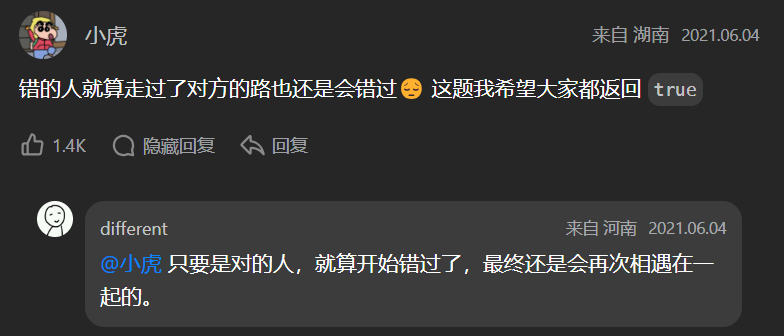 小虎
来自 湖南 2021.06.04
错的人就算走过了对方的路也还是会错过😔 这题我希望大家都返回 true
1.4K 隐藏回复 回复
different
来自 河南 2021.06.04
@小虎 只要是对的人，就算开始错过了，最终还是会再次相遇在一
起的。